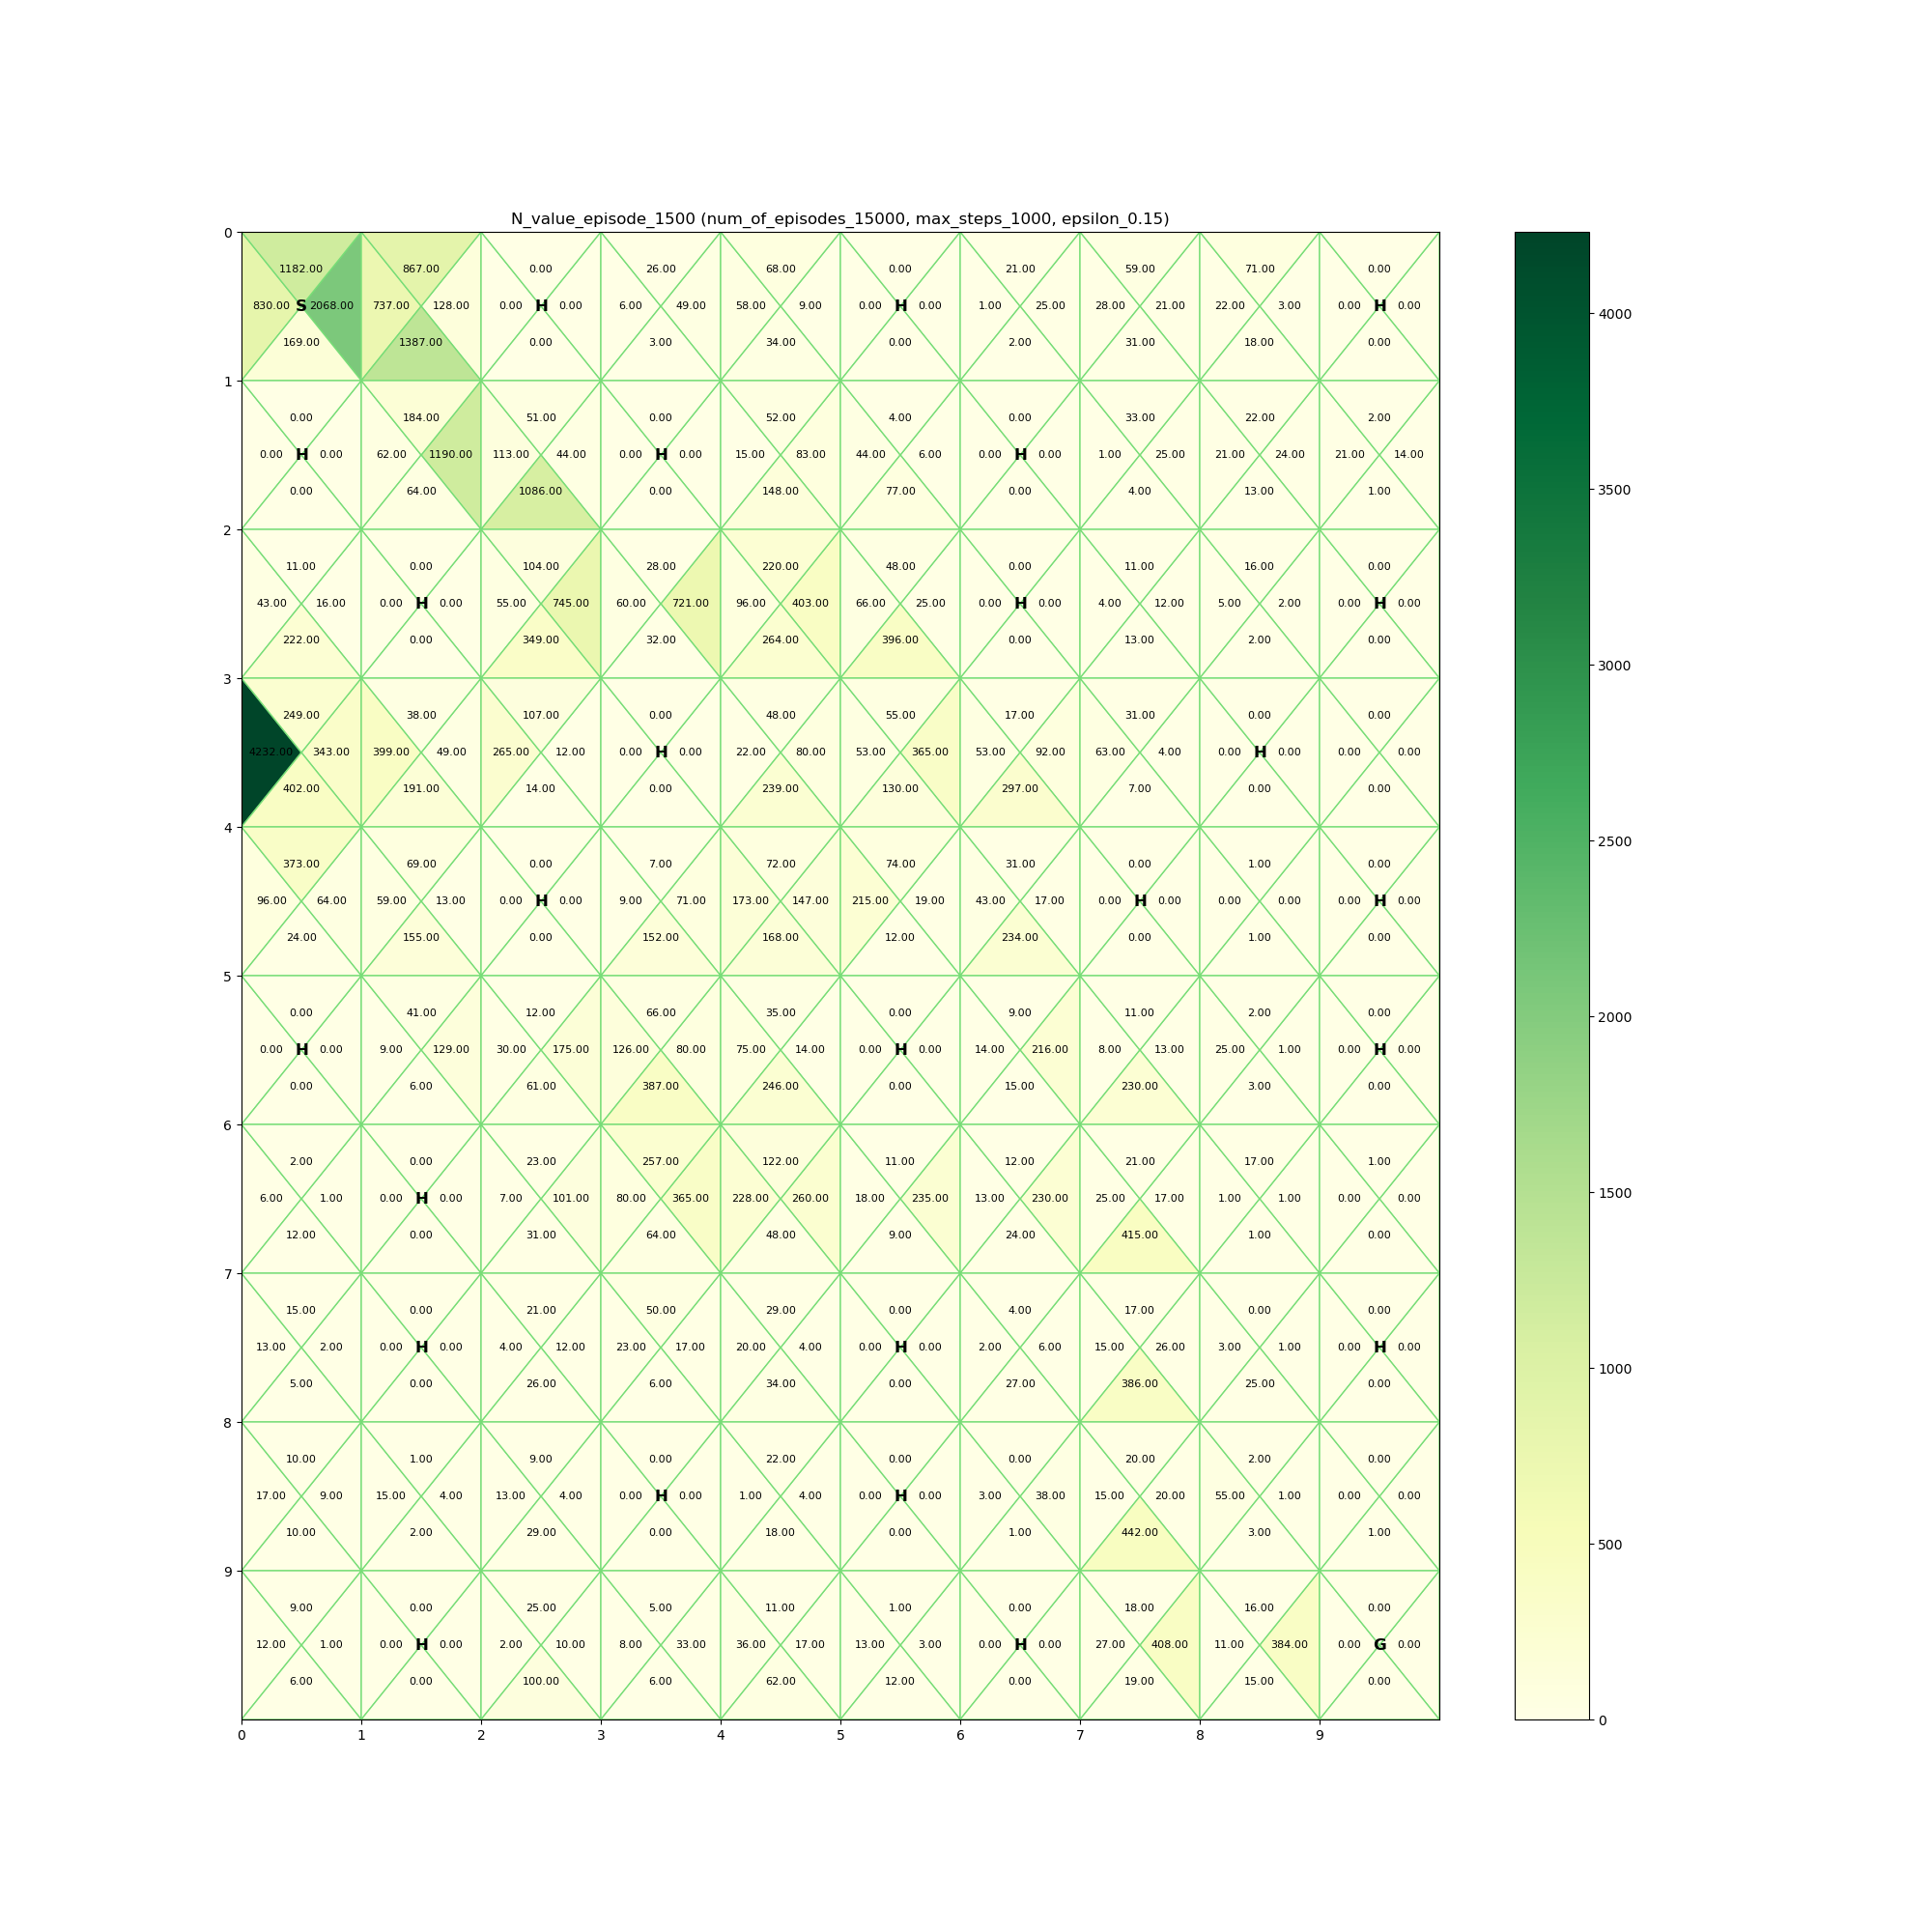 N_value_episode_1500 (num_of_episodes_15000, max_steps_1000, epsilon_0.15)
0
1182.00 867.00 0.00 26.00 68.00 0.00 21.00 59.00 71.00 0.00
830.00 S 2068.00 737.00 128.00 0.00 H 0.00 6.00 49.00 58.00 9.00 0.00 H 0.00 1.00 25.00 28.00 21.00 22.00 3.00 0.00 H 0.00
169.00 1387.00 0.00 3.00 34.00 0.00 2.00 31.00 18.00 0.00
1
0.00 184.00 51.00 0.00 52.00 4.00 0.00 33.00 22.00 2.00
0.00 H 0.00 62.00 1190.00 113.00 44.00 0.00 H 0.00 15.00 83.00 44.00 6.00 0.00 H 0.00 1.00 25.00 21.00 24.00 21.00 14.00
0.00 64.00 1086.00 0.00 148.00 77.00 0.00 4.00 13.00 1.00
2
11.00 0.00 104.00 28.00 220.00 48.00 0.00 11.00 16.00 0.00
43.00 16.00 0.00 H 0.00 55.00 745.00 60.00 721.00 96.00 403.00 66.00 25.00 0.00 H 0.00 4.00 12.00 5.00 2.00 0.00 H 0.00
222.00 0.00 349.00 32.00 264.00 396.00 0.00 13.00 2.00 0.00
3
249.00 38.00 107.00 0.00 48.00 55.00 17.00 31.00 0.00 0.00
4232.00 343.00 399.00 49.00 265.00 12.00 0.00 H 0.00 22.00 80.00 53.00 365.00 53.00 92.00 63.00 4.00 0.00 H 0.00 0.00 0.00
402.00 191.00 14.00 0.00 239.00 130.00 297.00 7.00 0.00 0.00
4
373.00 69.00 0.00 7.00 72.00 74.00 31.00 0.00 1.00 0.00
96.00 64.00 59.00 13.00 0.00 H 0.00 9.00 71.00 173.00 147.00 215.00 19.00 43.00 17.00 0.00 H 0.00 0.00 0.00 0.00 H 0.00
24.00 155.00 0.00 152.00 168.00 12.00 234.00 0.00 1.00 0.00
5
0.00 41.00 12.00 66.00 35.00 0.00 9.00 11.00 2.00 0.00
0.00 H 0.00 9.00 129.00 30.00 175.00 126.00 80.00 75.00 14.00 0.00 H 0.00 14.00 216.00 8.00 13.00 25.00 1.00 0.00 H 0.00
0.00 6.00 61.00 387.00 246.00 0.00 15.00 230.00 3.00 0.00
6
2.00 0.00 23.00 257.00 122.00 11.00 12.00 21.00 17.00 1.00
6.00 1.00 0.00 H 0.00 7.00 101.00 80.00 365.00 228.00 260.00 18.00 235.00 13.00 230.00 25.00 17.00 1.00 1.00 0.00 0.00
12.00 0.00 31.00 64.00 48.00 9.00 24.00 415.00 1.00 0.00
7
15.00 0.00 21.00 50.00 29.00 0.00 4.00 17.00 0.00 0.00
13.00 2.00 0.00 H 0.00 4.00 12.00 23.00 17.00 20.00 4.00 0.00 H 0.00 2.00 6.00 15.00 26.00 3.00 1.00 0.00 H 0.00
5.00 0.00 26.00 6.00 34.00 0.00 27.00 386.00 25.00 0.00
8
10.00 1.00 9.00 0.00 22.00 0.00 0.00 20.00 2.00 0.00
17.00 9.00 15.00 4.00 13.00 4.00 0.00 H 0.00 1.00 4.00 0.00 H 0.00 3.00 38.00 15.00 20.00 55.00 1.00 0.00 0.00
10.00 2.00 29.00 0.00 18.00 0.00 1.00 442.00 3.00 1.00
9
9.00 0.00 25.00 5.00 11.00 1.00 0.00 18.00 16.00 0.00
12.00 1.00 0.00 H 0.00 2.00 10.00 8.00 33.00 36.00 17.00 13.00 3.00 0.00 H 0.00 27.00 408.00 11.00 384.00 0.00 G 0.00
6.00 0.00 100.00 6.00 62.00 12.00 0.00 19.00 15.00 0.00
0 1 2 3 4 5 6 7 8 9
4000
3500
3000
2500
2000
1500
1000
500
0